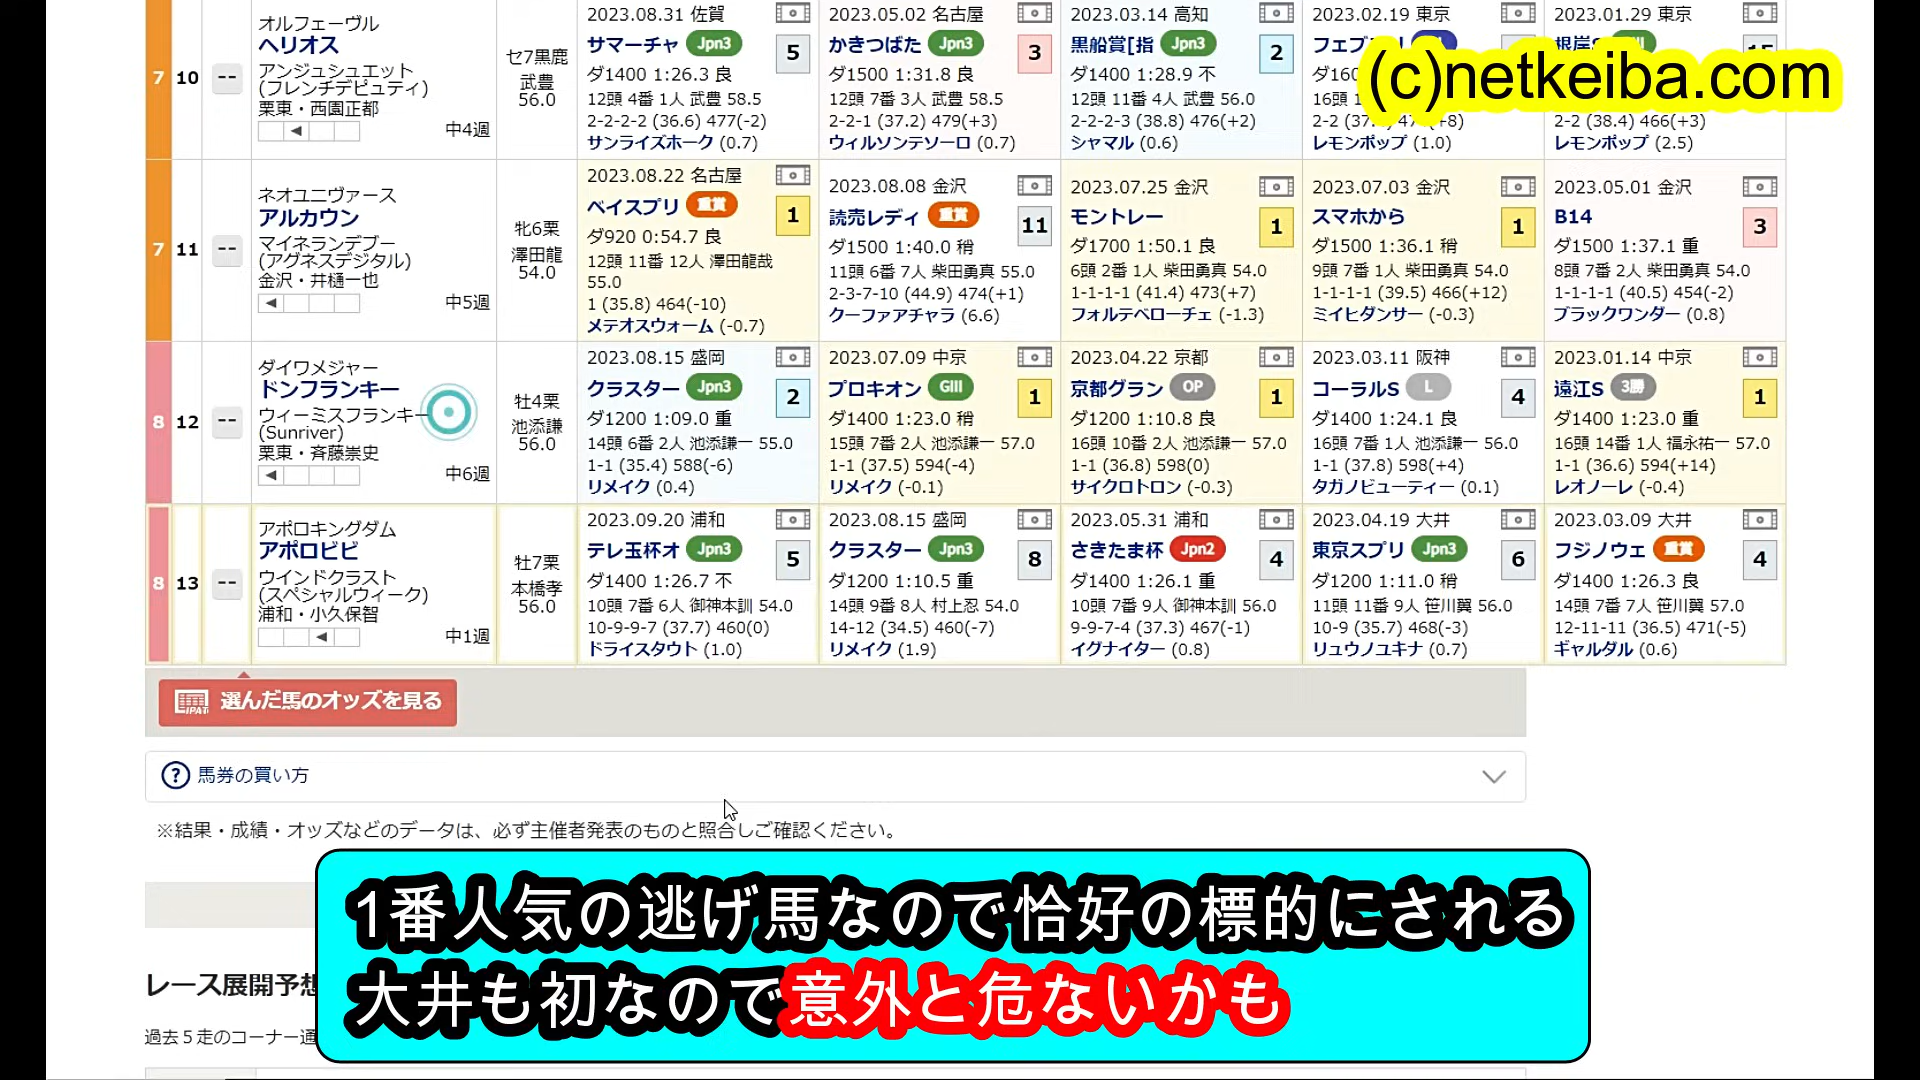 オルフェーヴル
ヘリオス
アンジュシュエット
(フレンチデピュティ)
栗東・西園正都
中4週
7 10 --
セ7黒鹿
武豊
56.0
2023.08.31 佐賀
サマーチャ Jpn3 5
ダ1400 1:26.3 良
12頭 4番 1人 武豊 58.5
2-2-2-2 (36.6) 477(-2)
サンライズホーク (0.7)
2023.05.02 名古屋
かきつばた Jpn3 3
ダ1500 1:31.8 良
12頭 7番 3人 武豊 58.5
2-2-1 (37.2) 479(+3)
ウィルソンテソーロ (0.7)
2023.03.14 高知
黒船賞[指 Jpn3 2
ダ1400 1:28.9 不
12頭 11番 4人 武豊 56.0
2-2-2-3 (38.8) 476(+2)
シャマル (0.6)
2023.02.19 東京
ダ160
16頭
レモンポップ (1.0)
2023.01.29 東京
2-2 (38.4) 466(+3)
レモンポップ (2.5)
(c)netkeiba.com
7 11 --
ネオユニヴァース
アルカウン
マイネランデブー
(アグネスデジタル)
金沢・井樋一也
中5週
牝6栗
澤田龍
54.0
2023.08.22 名古屋
ベイスプリ 重賞 1
ダ920 0:54.7 良
12頭 11番 12人 澤田龍哉
55.0
1 (35.8) 464(-10)
メテオスウォーム (-0.7)
2023.08.08 金沢
読売レディ 重賞 11
ダ1500 1:40.0 稍
11頭 6番 7人 柴田勇真 55.0
2-3-7-10 (44.9) 474(+1)
クーファアチャラ (6.6)
2023.07.25 金沢
モントレー 1
ダ1700 1:50.1 良
6頭 2番 1人 柴田勇真 54.0
1-1-1-1 (41.4) 473(+7)
フォルテベローチェ (-1.3)
2023.07.03 金沢
スマホから 1
ダ1500 1:36.1 稍
9頭 7番 1人 柴田勇真 54.0
1-1-1-1 (39.5) 466(+12)
ミイヒダンサー (-0.3)
2023.05.01 金沢
B14 3
ダ1500 1:37.1 重
8頭 7番 2人 柴田勇真 54.0
1-1-1-1 (40.5) 454(-2)
ブラックワンダー (0.8)
8 12 --
ダイワメジャー
ドンフランキー
ウィーミスフランキー
(Sunriver)
栗東・斉藤崇史
中6週
牡4栗
池添謙
56.0
2023.08.15 盛岡
クラスター Jpn3 2
ダ1200 1:09.0 重
14頭 6番 2人 池添謙一 55.0
1-1 (35.4) 588(-6)
リメイク (0.4)
2023.07.09 中京
プロキオン GIII 1
ダ1400 1:23.0 稍
15頭 7番 2人 池添謙一 57.0
1-1 (37.5) 594(-4)
リメイク (-0.1)
2023.04.22 京都
京都グラン OP 1
ダ1200 1:10.8 良
16頭 10番 2人 池添謙一 57.0
1-1 (36.8) 598(0)
サイクロトロン (-0.3)
2023.03.11 阪神
コーラルS L 4
ダ1400 1:24.1 良
16頭 7番 1人 池添謙一 56.0
1-1 (37.8) 598(+4)
タガノビューティー (0.1)
2023.01.14 中京
遠江S 3勝 1
ダ1400 1:23.0 重
16頭 14番 1人 福永祐一 57.0
1-1 (36.6) 594(+14)
レオノーレ (-0.4)
8 13 --
アポロキングダム
アポロビビ
ウインドクラスト
(スペシャルウィーク)
浦和・小久保智
中1週
牡7栗
本橋孝
56.0
2023.09.20 浦和
テレ玉杯オ Jpn3 5
ダ1400 1:26.7 不
10頭 7番 6人 御神本訓 54.0
10-9-9-7 (37.7) 460(0)
ドライスタウト (1.0)
2023.08.15 盛岡
クラスター Jpn3 8
ダ1200 1:10.5 重
14頭 9番 8人 村上忍 54.0
14-12 (34.5) 460(-7)
リメイク (1.9)
2023.05.31 浦和
さきたま杯 Jpn2 4
ダ1400 1:26.1 重
10頭 7番 9人 御神本訓 56.0
9-9-7-4 (37.3) 467(-1)
イグナイター (0.8)
2023.04.19 大井
東京スプリ Jpn3 6
ダ1200 1:11.0 稍
11頭 11番 9人 笹川翼 56.0
10-9 (35.7) 468(-3)
リュウノユキナ (0.7)
2023.03.09 大井
フジノウェ 重賞 4
ダ1400 1:26.3 良
14頭 7番 7人 笹川翼 57.0
12-11-11 (36.5) 471(-5)
ギャルダル (0.6)
IPAT 選んだ馬のオッズを見る
? 馬券の買い方
※結果・成績・オッズなどのデータは、必ず主催者発表のものと照合しご確認ください。
1番人気の逃げ馬なので恰好の標的にされる
大井も初なので意外と危ないかも
レース展開予想
過去5走のコーナー通